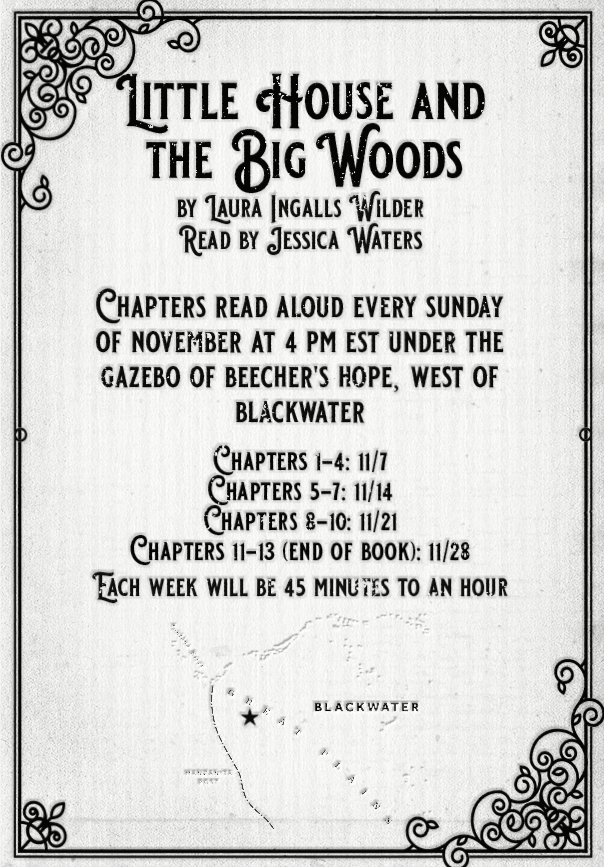 Little House and
the Big Woods
by Laura Ingalls Wilder
Read by Jessica Waters
Chapters read aloud every Sunday
of November at 4 PM EST under the
gazebo of Beecher's Hope, west of
Blackwater
Chapters 1-4: 11/7
Chapters 5-7: 11/14
Chapters 8-10: 11/21
Chapters 11-13 (end of book): 11/28
Each week will be 45 minutes to an hour
BLACKWATER
GREAT PLAINS
MANZANITA
POST